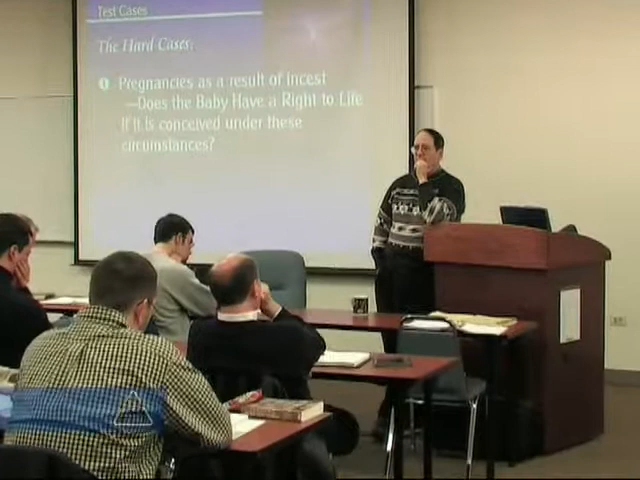 Test Cases
The Hard Cases:
Pregnancies as a result of incest
—Does the Baby Have a Right to Life
if it is conceived under these
circumstances?